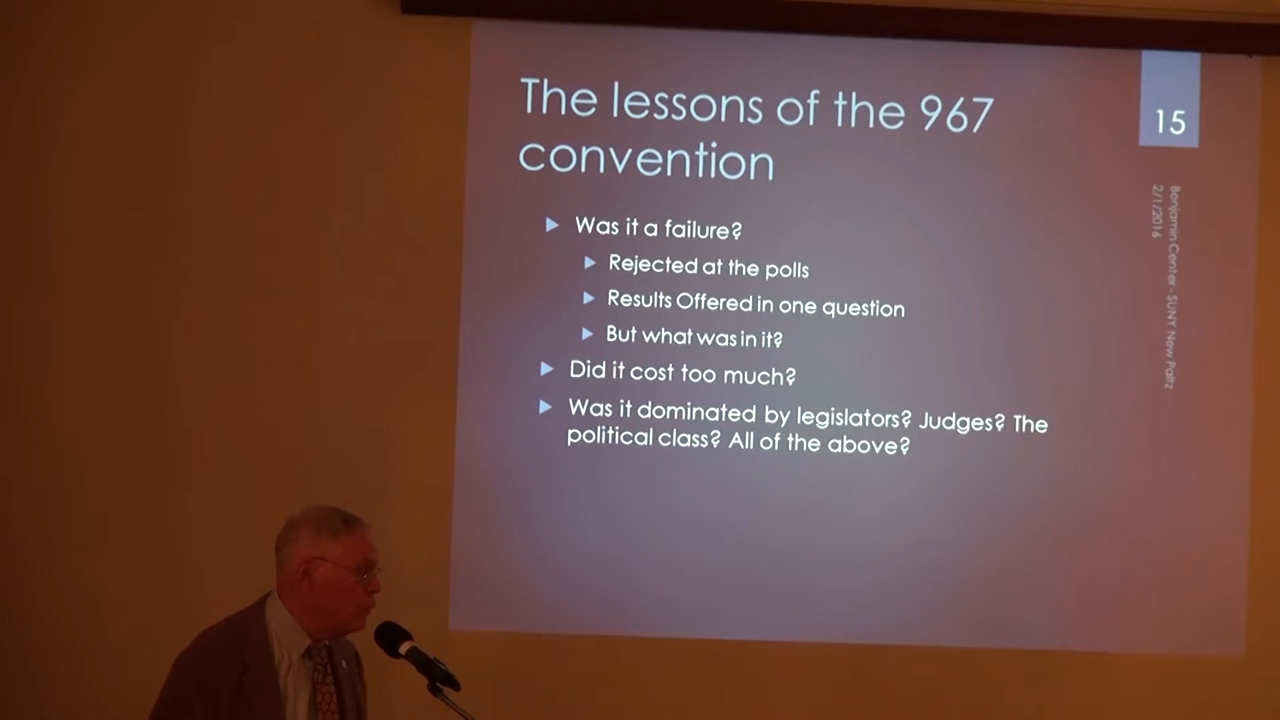 The lessons of the 967
convention
15
Was it a failure?
Rejected at the polls
Results Offered in one question
But what was in it?
Did it cost too much?
Was it dominated by legislators? Judges? The
political class? All of the above?
Benjamin Center - SUNY New Paltz
2/1/2016